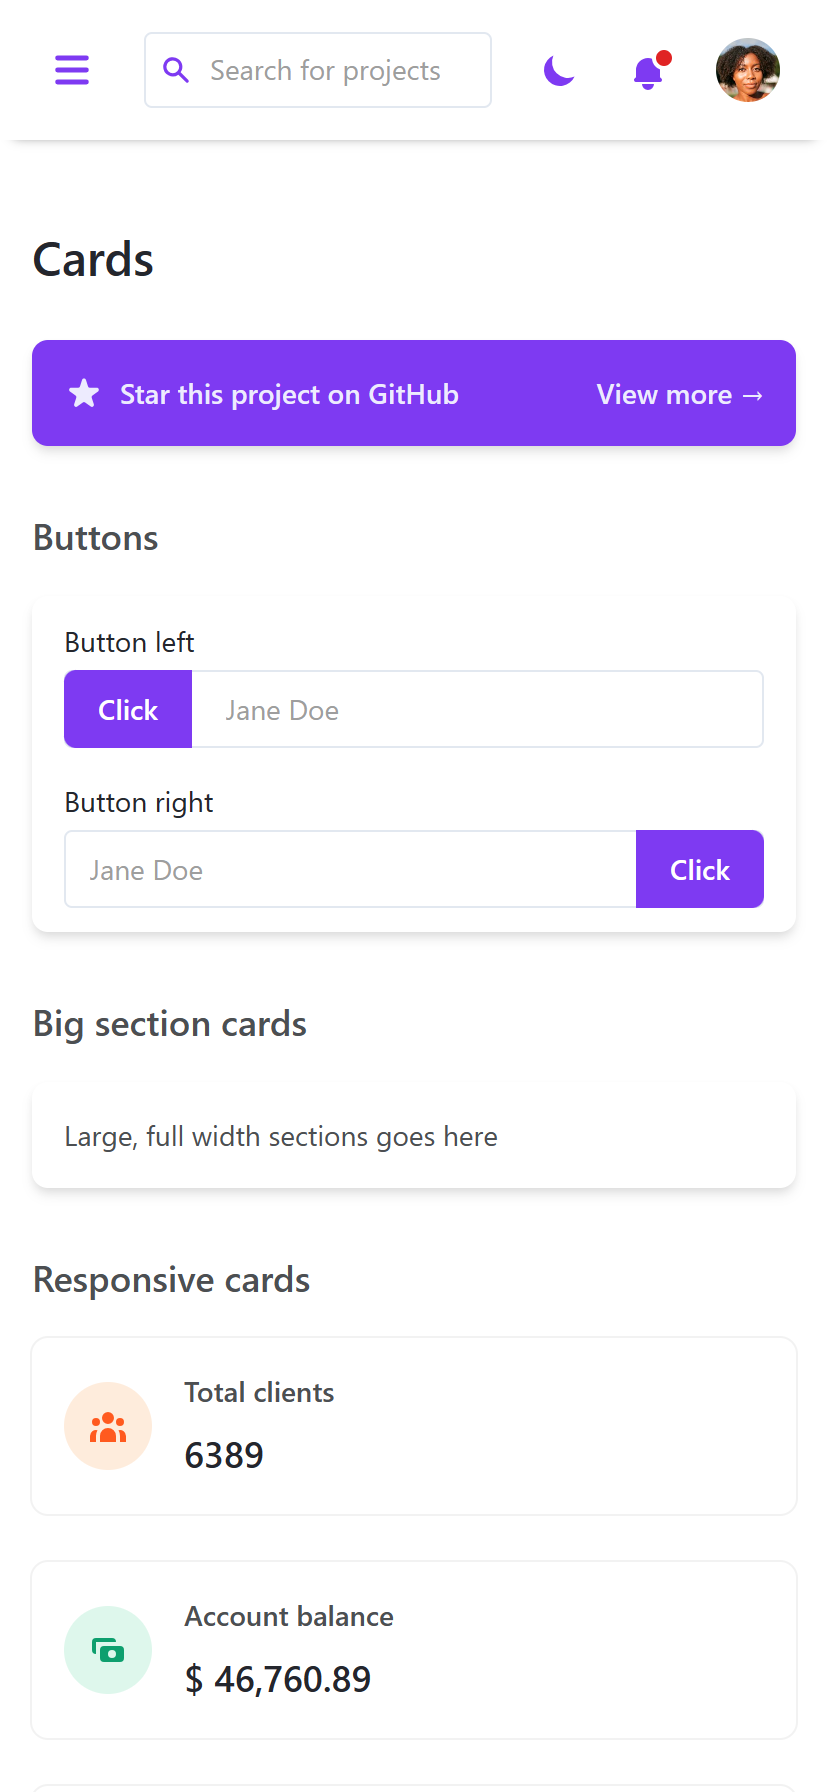 Search for projects
Cards
Star this project on GitHub
View more →
Buttons
Button left
Click
Jane Doe
Button right
Jane Doe
Click
Big section cards
Large, full width sections goes here
Responsive cards
Total clients
6389
Account balance
$ 46,760.89